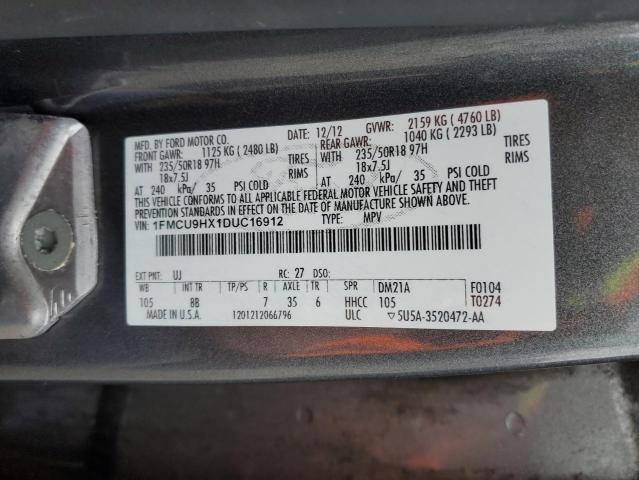 MFD. BY FORD MOTOR CO. DATE: 12/12 GVWR: 2159 KG ( 4760 LB)
FRONT GAWR: 1125 KG ( 2480 LB) REAR GAWR: 1040 KG ( 2293 LB)
WITH 235/50R18 97H TIRES WITH 235/50R18 97H TIRES
18x7.5J RIMS 18x7.5J RIMS
AT 240 kPa/ 35 PSI COLD AT 240 kPa/ 35 PSI COLD
THIS VEHICLE CONFORMS TO ALL APPLICABLE FEDERAL MOTOR VEHICLE SAFETY AND THEFT
PREVENTION STANDARDS IN EFFECT ON THE DATE OF MANUFACTURE SHOWN ABOVE.
VIN: 1FMCU9HX1DUC16912 TYPE: MPV
EXT PNT: UJ RC: 27 DSO:
WB INT TR TP/PS R AXLE TR SPR DM21A F0104
105 8B 7 35 6 HHCC 105 T0274
MADE IN U.S.A. 1201212066796 ULC 5U5A-3520472-AA